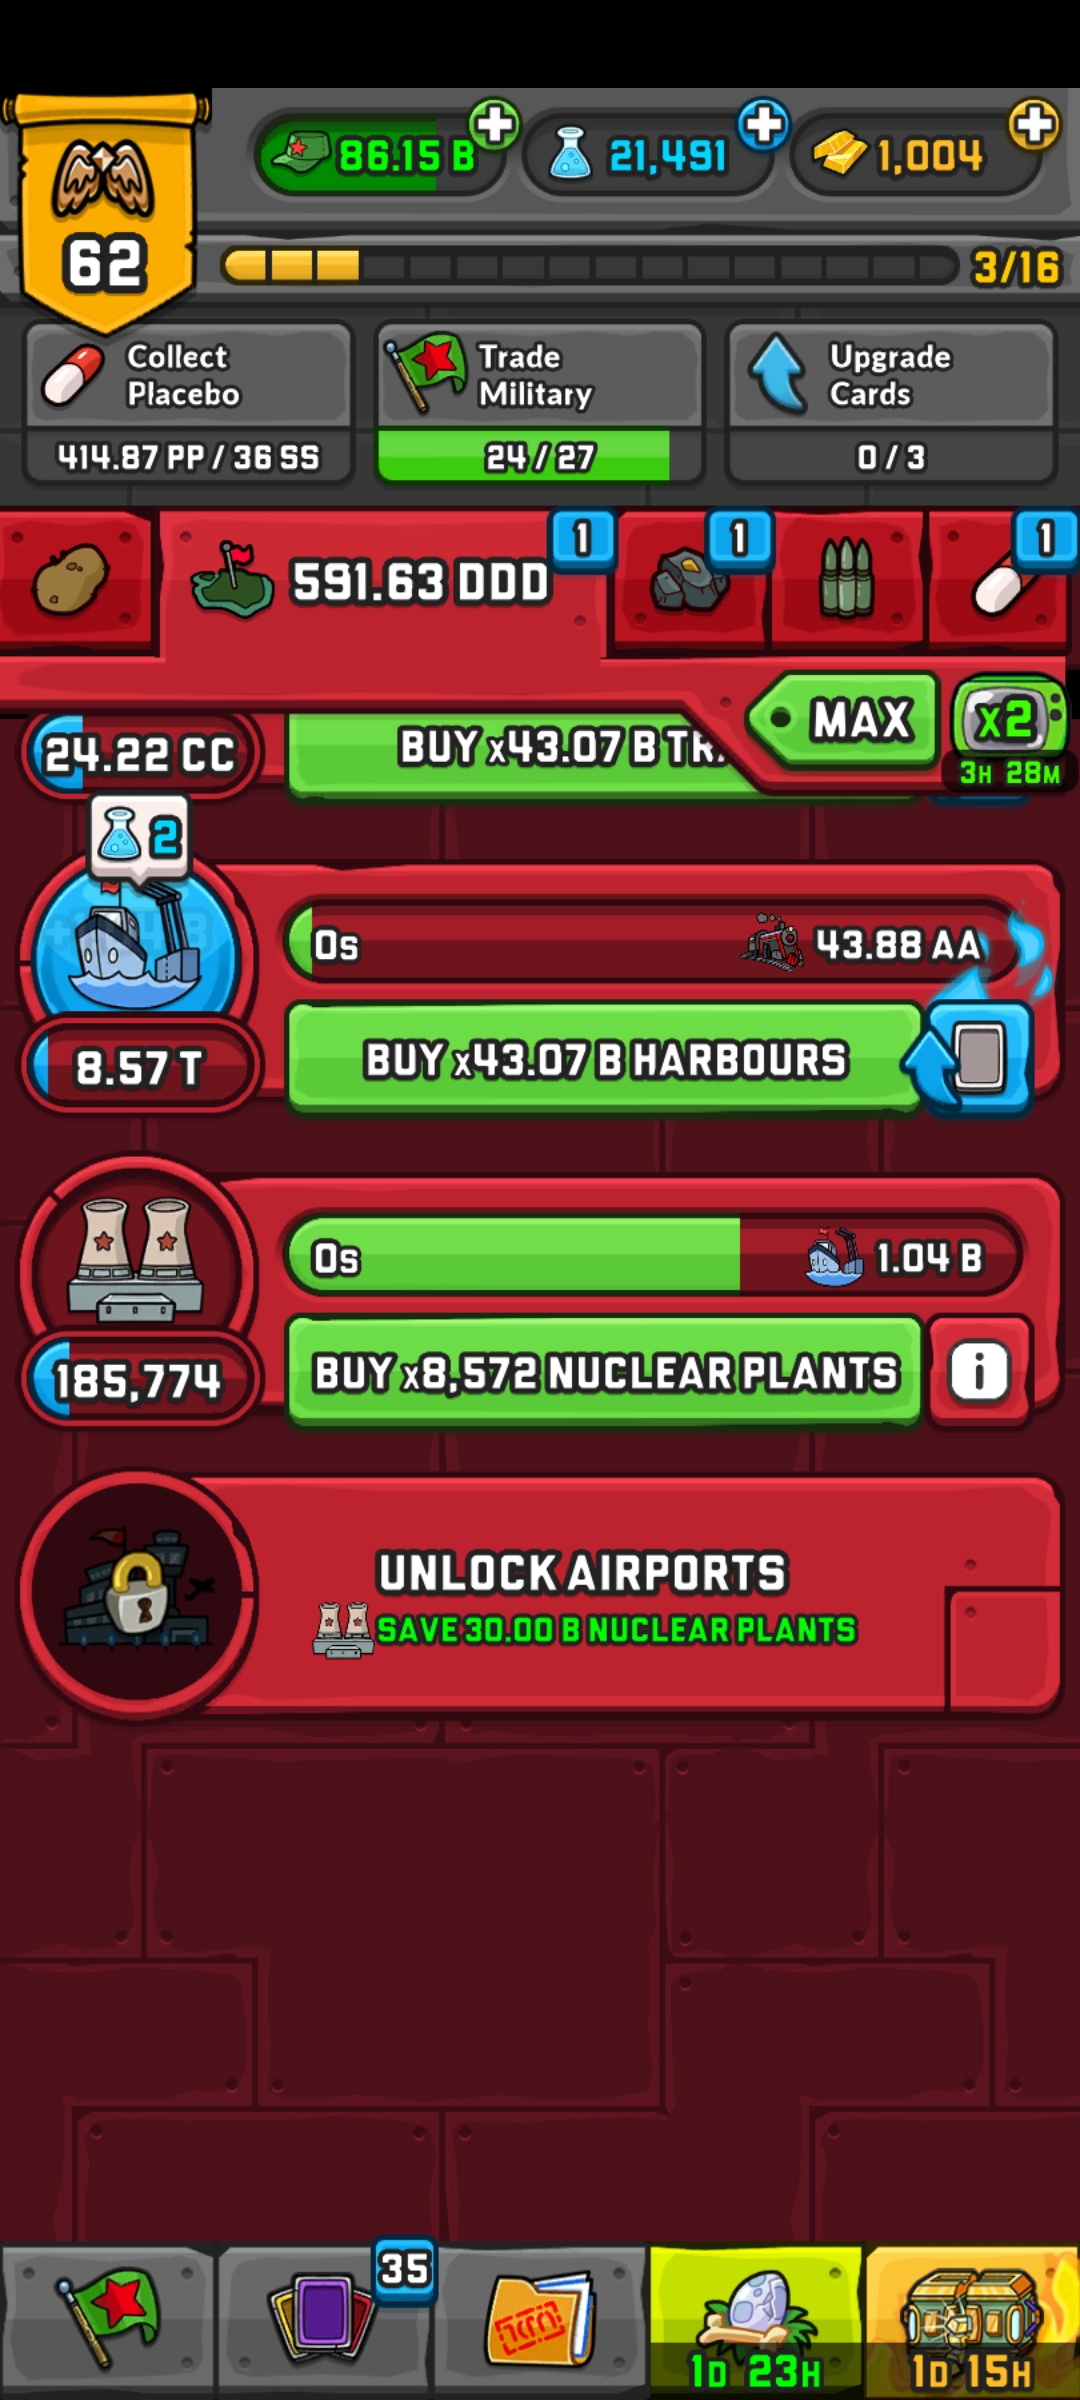 62
86.15 B
21,491
1,004
3/16
Collect
Placebo
414.87 PP / 36 SS
Trade
Military
24 / 27
Upgrade
Cards
0 / 3
591.63 DDD
1
1
1
MAX
x2
3H 28M
24.22 CC
BUY x43.07 B
2
0s
43.88 AA
8.57 T
BUY x43.07 B HARBOURS
0s
1.04 B
185,774
BUY x8,572 NUCLEAR PLANTS
i
UNLOCK AIRPORTS
SAVE 30.00 B NUCLEAR PLANTS
35
1D 23H
1D 15H